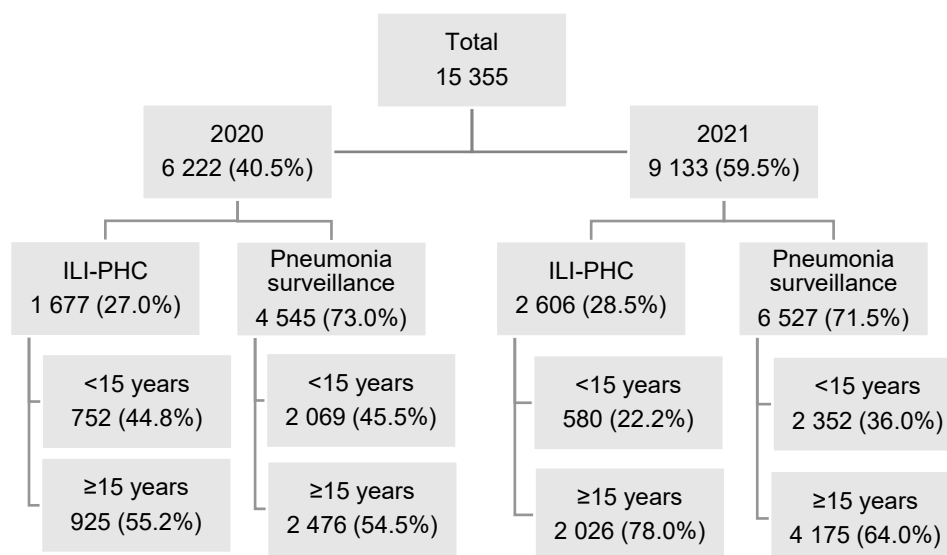 Total
15 355
2020
6 222 (40.5%)
2021
9 133 (59.5%)
ILI-PHC
1 677 (27.0%)
Pneumonia
surveillance
4 545 (73.0%)
ILI-PHC
2 606 (28.5%)
Pneumonia
surveillance
6 527 (71.5%)
<15 years
752 (44.8%)
<15 years
2 069 (45.5%)
<15 years
580 (22.2%)
<15 years
2 352 (36.0%)
≥15 years
925 (55.2%)
≥15 years
2 476 (54.5%)
≥15 years
2 026 (78.0%)
≥15 years
4 175 (64.0%)